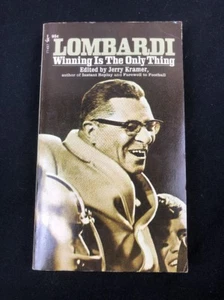 LOMBARDI
Winning Is The Only Thing
Edited by Jerry Kramer,
author of Instant Replay and Farewell to Football